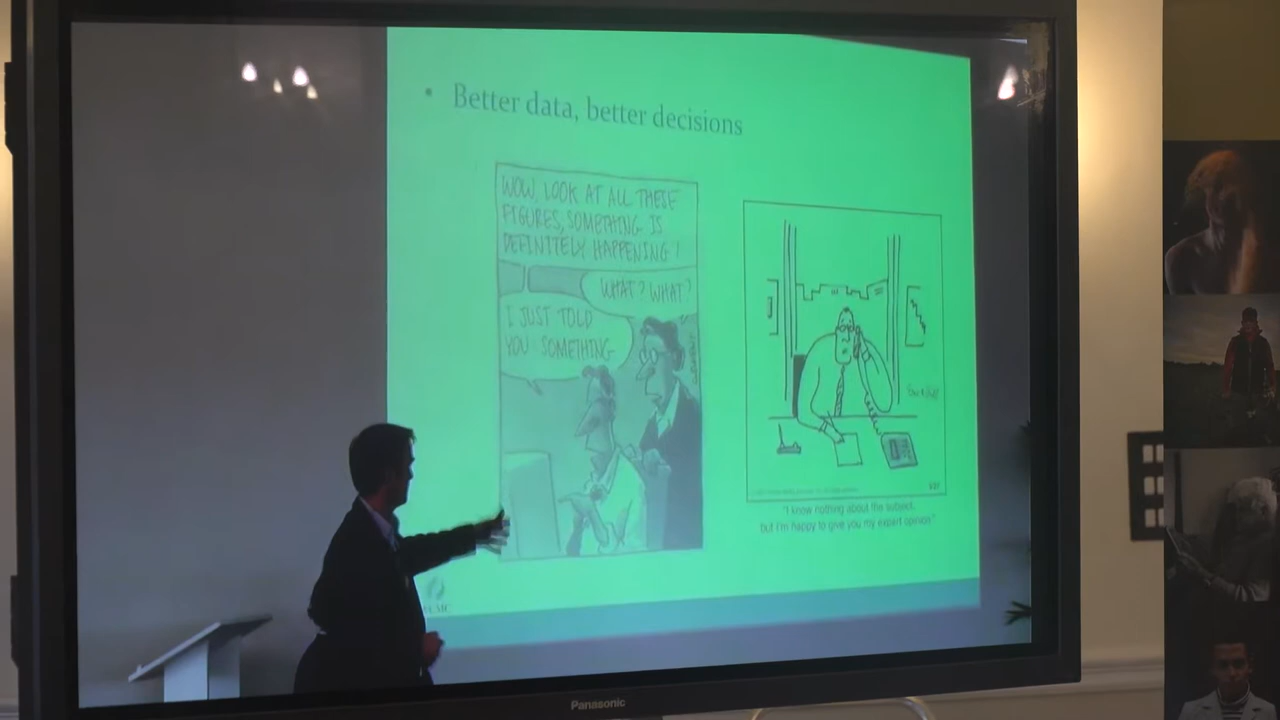 • Better data, better decisions
WOW, LOOK AT ALL THESE
FIGURES, SOMETHING IS
DEFINITELY HAPPENING!
WHAT? WHAT?
I JUST TOLD
YOU SOMETHING
"I know nothing about the subject,
but I'm happy to give you my expert opinion."
Panasonic